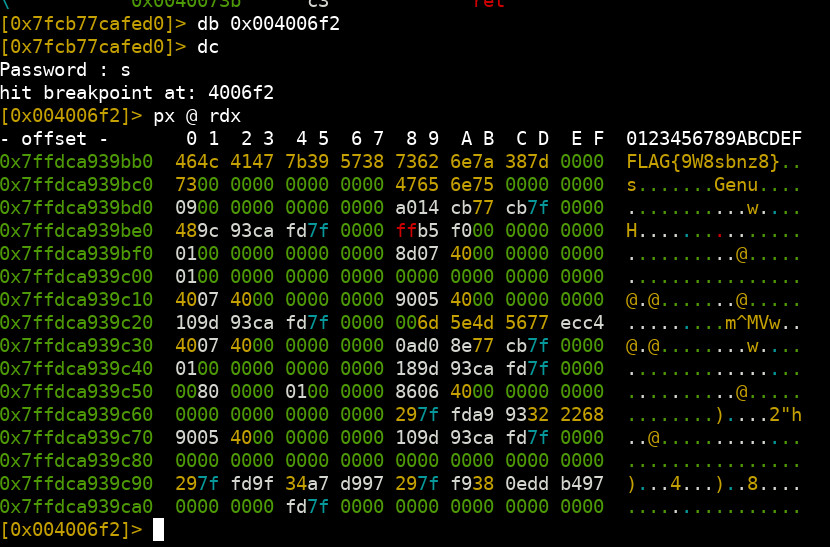 \ 0x0040073b c3 ret
[0x7fcb77cafed0]> db 0x004006f2
[0x7fcb77cafed0]> dc
Password : s
hit breakpoint at: 4006f2
[0x004006f2]> px @ rdx
- offset - 0 1 2 3 4 5 6 7 8 9 A B C D E F 0123456789ABCDEF
0x7ffdca939bb0 464c 4147 7b39 5738 7362 6e7a 387d 0000 FLAG{9W8sbnz8}..
0x7ffdca939bc0 7300 0000 0000 0000 4765 6e75 0000 0000 s.......Genu....
0x7ffdca939bd0 0900 0000 0000 0000 a014 cb77 cb7f 0000 ...........w....
0x7ffdca939be0 489c 93ca fd7f 0000 ffb5 f000 0000 0000 H...............
0x7ffdca939bf0 0100 0000 0000 0000 8d07 4000 0000 0000 ..........@.....
0x7ffdca939c00 0100 0000 0000 0000 0000 0000 0000 0000 ................
0x7ffdca939c10 4007 4000 0000 0000 9005 4000 0000 0000 @.@.......@.....
0x7ffdca939c20 109d 93ca fd7f 0000 006d 5e4d 5677 ecc4 .........m^MVw..
0x7ffdca939c30 4007 4000 0000 0000 0ad0 8e77 cb7f 0000 @.@........w....
0x7ffdca939c40 0100 0000 0000 0000 189d 93ca fd7f 0000 ................
0x7ffdca939c50 0080 0000 0100 0000 8606 4000 0000 0000 ..........@.....
0x7ffdca939c60 0000 0000 0000 0000 297f fda9 9332 2268 ........)....2"h
0x7ffdca939c70 9005 4000 0000 0000 109d 93ca fd7f 0000 ..@.............
0x7ffdca939c80 0000 0000 0000 0000 0000 0000 0000 0000 ................
0x7ffdca939c90 297f fd9f 34a7 d997 297f f938 0edd b497 )...4...)..8....
0x7ffdca939ca0 0000 0000 fd7f 0000 0000 0000 0000 0000 ................
[0x004006f2]>